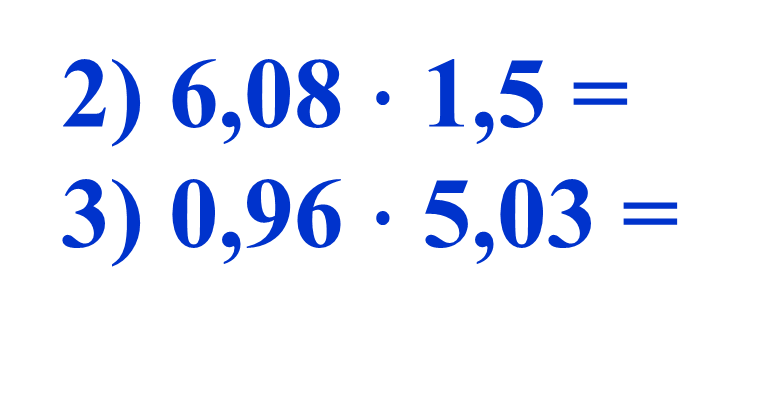 2) 6,08 · 1,5 =
3) 0,96 · 5,03 =